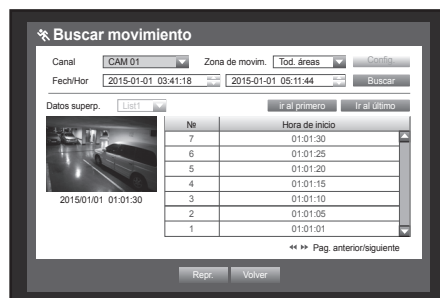 Buscar movimiento
Canal CAM 01 Zona de movim. Tod. áreas Config.
Fech/Hor 2015-01-01 03:41:18 2015-01-01 05:11:44 Buscar
Datos superp. List1 ir al primero Ir al último
Nº Hora de inicio
7 01:01:30
6 01:01:25
5 01:01:20
4 01:01:15
3 01:01:10
2 01:01:05
1 01:01:01
2015/01/01 01:01:30
Pag. anterior/siguiente
Repr. Volver